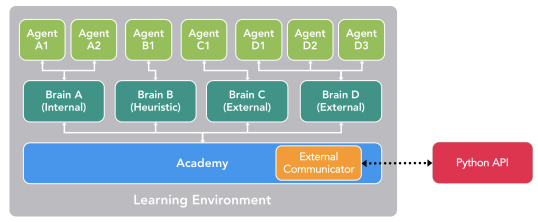 Agent A1
Agent A2
Agent B1
Agent C1
Agent D1
Agent D2
Agent D3
Brain A
(Internal)
Brain B
(Heuristic)
Brain C
(External)
Brain D
(External)
Academy
External
Communicator
Python API
Learning Environment